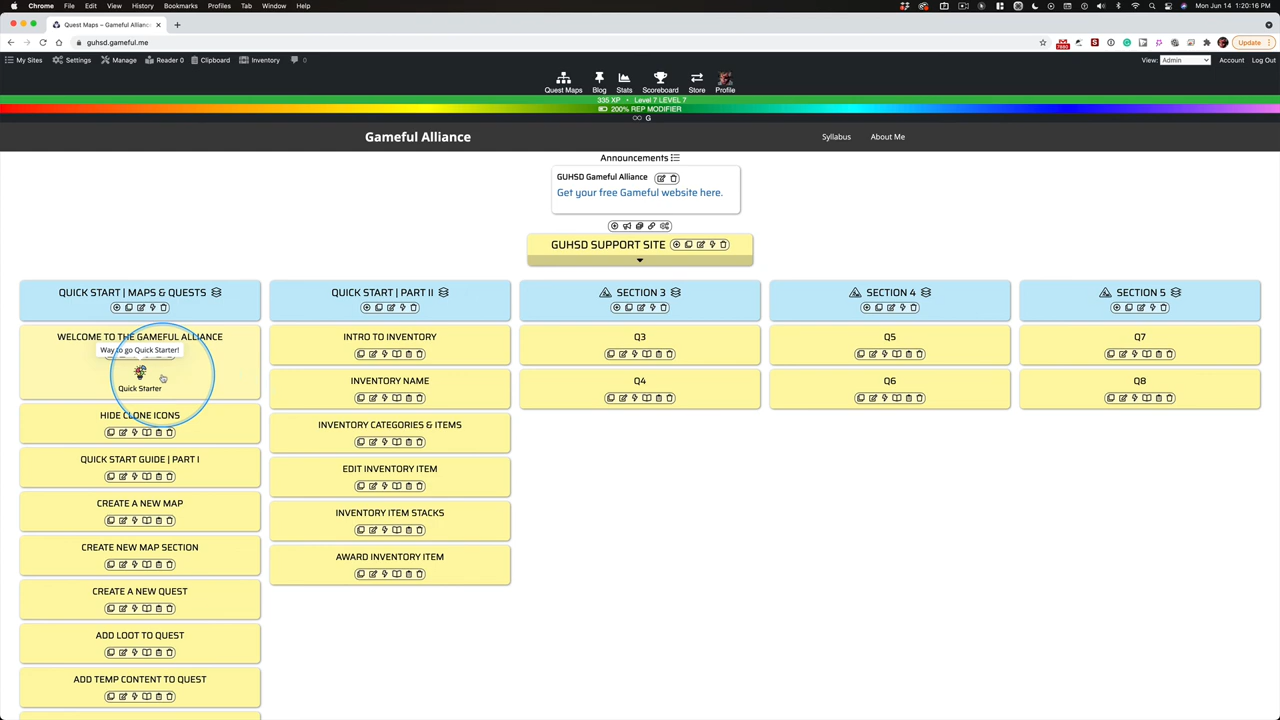 Chrome File Edit View History Bookmarks Profiles Tab Window Help
Mon Jun 14 1:20:16 PM
Quest Maps – Gameful Alliance
guhsd.gameful.me
Update
My Sites Settings Manage Reader 0 Clipboard Inventory 0
View: Admin Account Log Out
Quest Maps Blog Stats Scoreboard Store Profile
335 XP • Level 7 LEVEL 7
200% REP MODIFIER
G
Gameful Alliance
Syllabus About Me
Announcements
GUHSD Gameful Alliance
Get your free Gameful website here.
GUHSD SUPPORT SITE
QUICK START | MAPS & QUESTS
QUICK START | PART II
SECTION 3
SECTION 4
SECTION 5
WELCOME TO THE GAMEFUL ALLIANCE
Way to go Quick Starter!
Quick Starter
HIDE CLONE ICONS
QUICK START GUIDE | PART I
CREATE A NEW MAP
CREATE NEW MAP SECTION
CREATE A NEW QUEST
ADD LOOT TO QUEST
ADD TEMP CONTENT TO QUEST
INTRO TO INVENTORY
INVENTORY NAME
INVENTORY CATEGORIES & ITEMS
EDIT INVENTORY ITEM
INVENTORY ITEM STACKS
AWARD INVENTORY ITEM
Q3
Q4
Q5
Q6
Q7
Q8